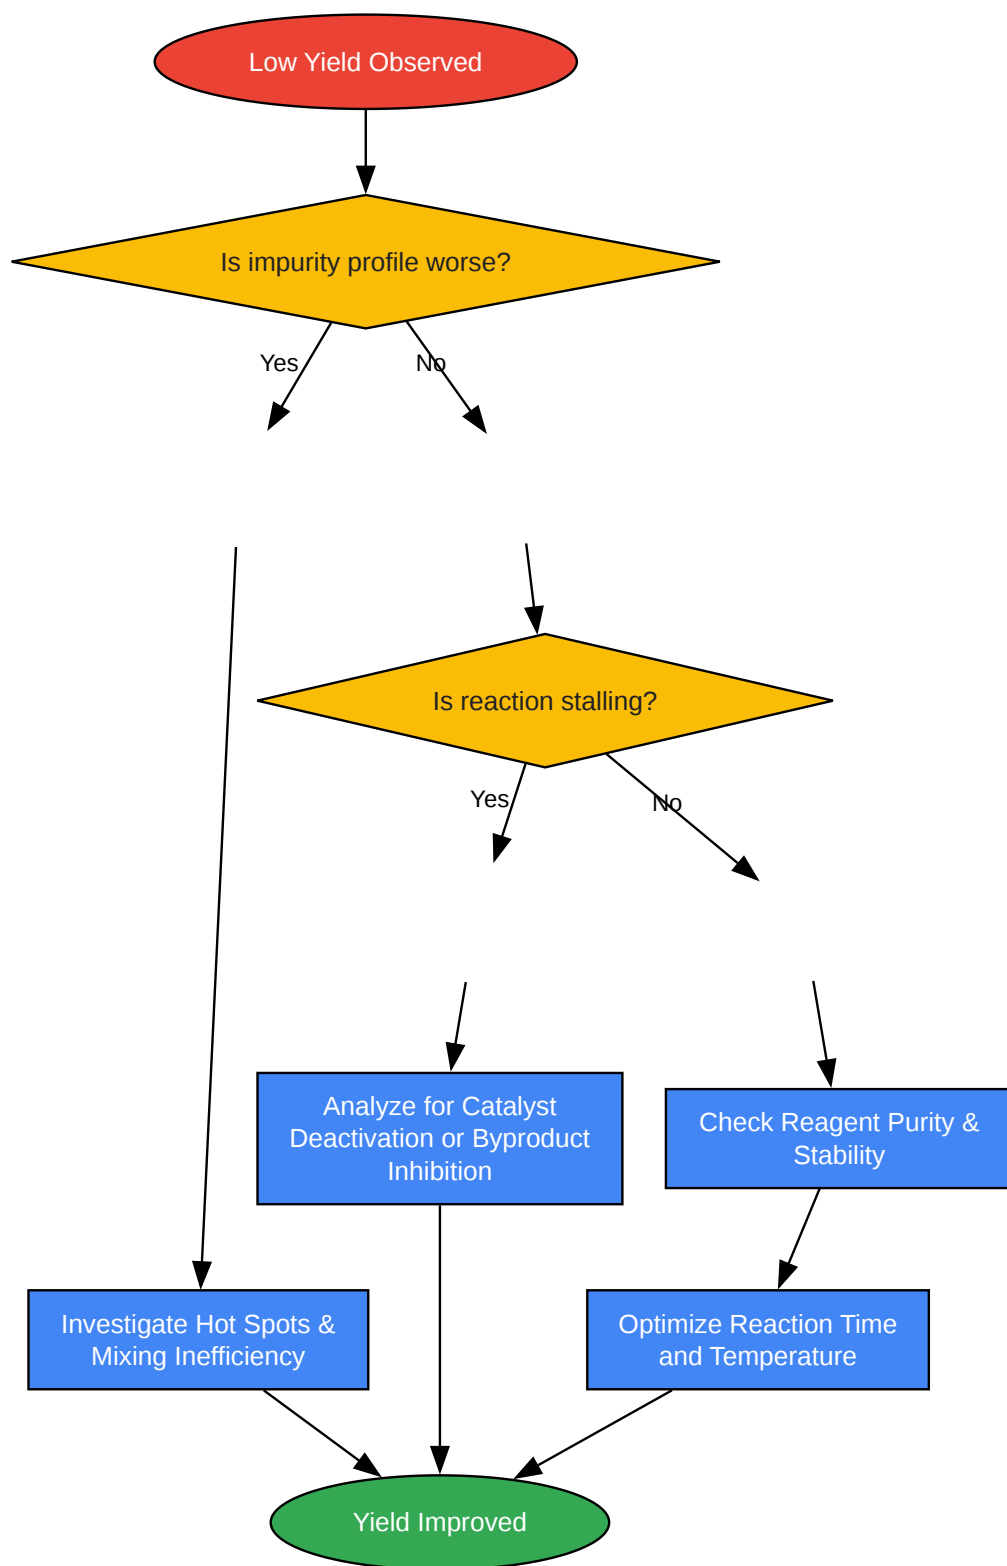 Low Yield Observed
Is impurity profile worse?
Yes
No
Is reaction stalling?
Yes
No
Analyze for Catalyst
Deactivation or Byproduct
Inhibition
Check Reagent Purity &
Stability
Investigate Hot Spots &
Mixing Inefficiency
Optimize Reaction Time
and Temperature
Yield Improved